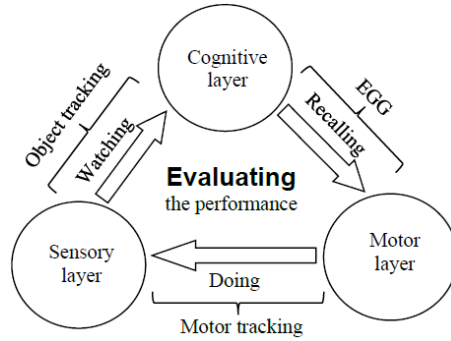 Cognitive
layer
Object tracking
Watching
EGG
Recalling
Evaluating
the performance
Sensory
layer
Motor
layer
Doing
Motor tracking